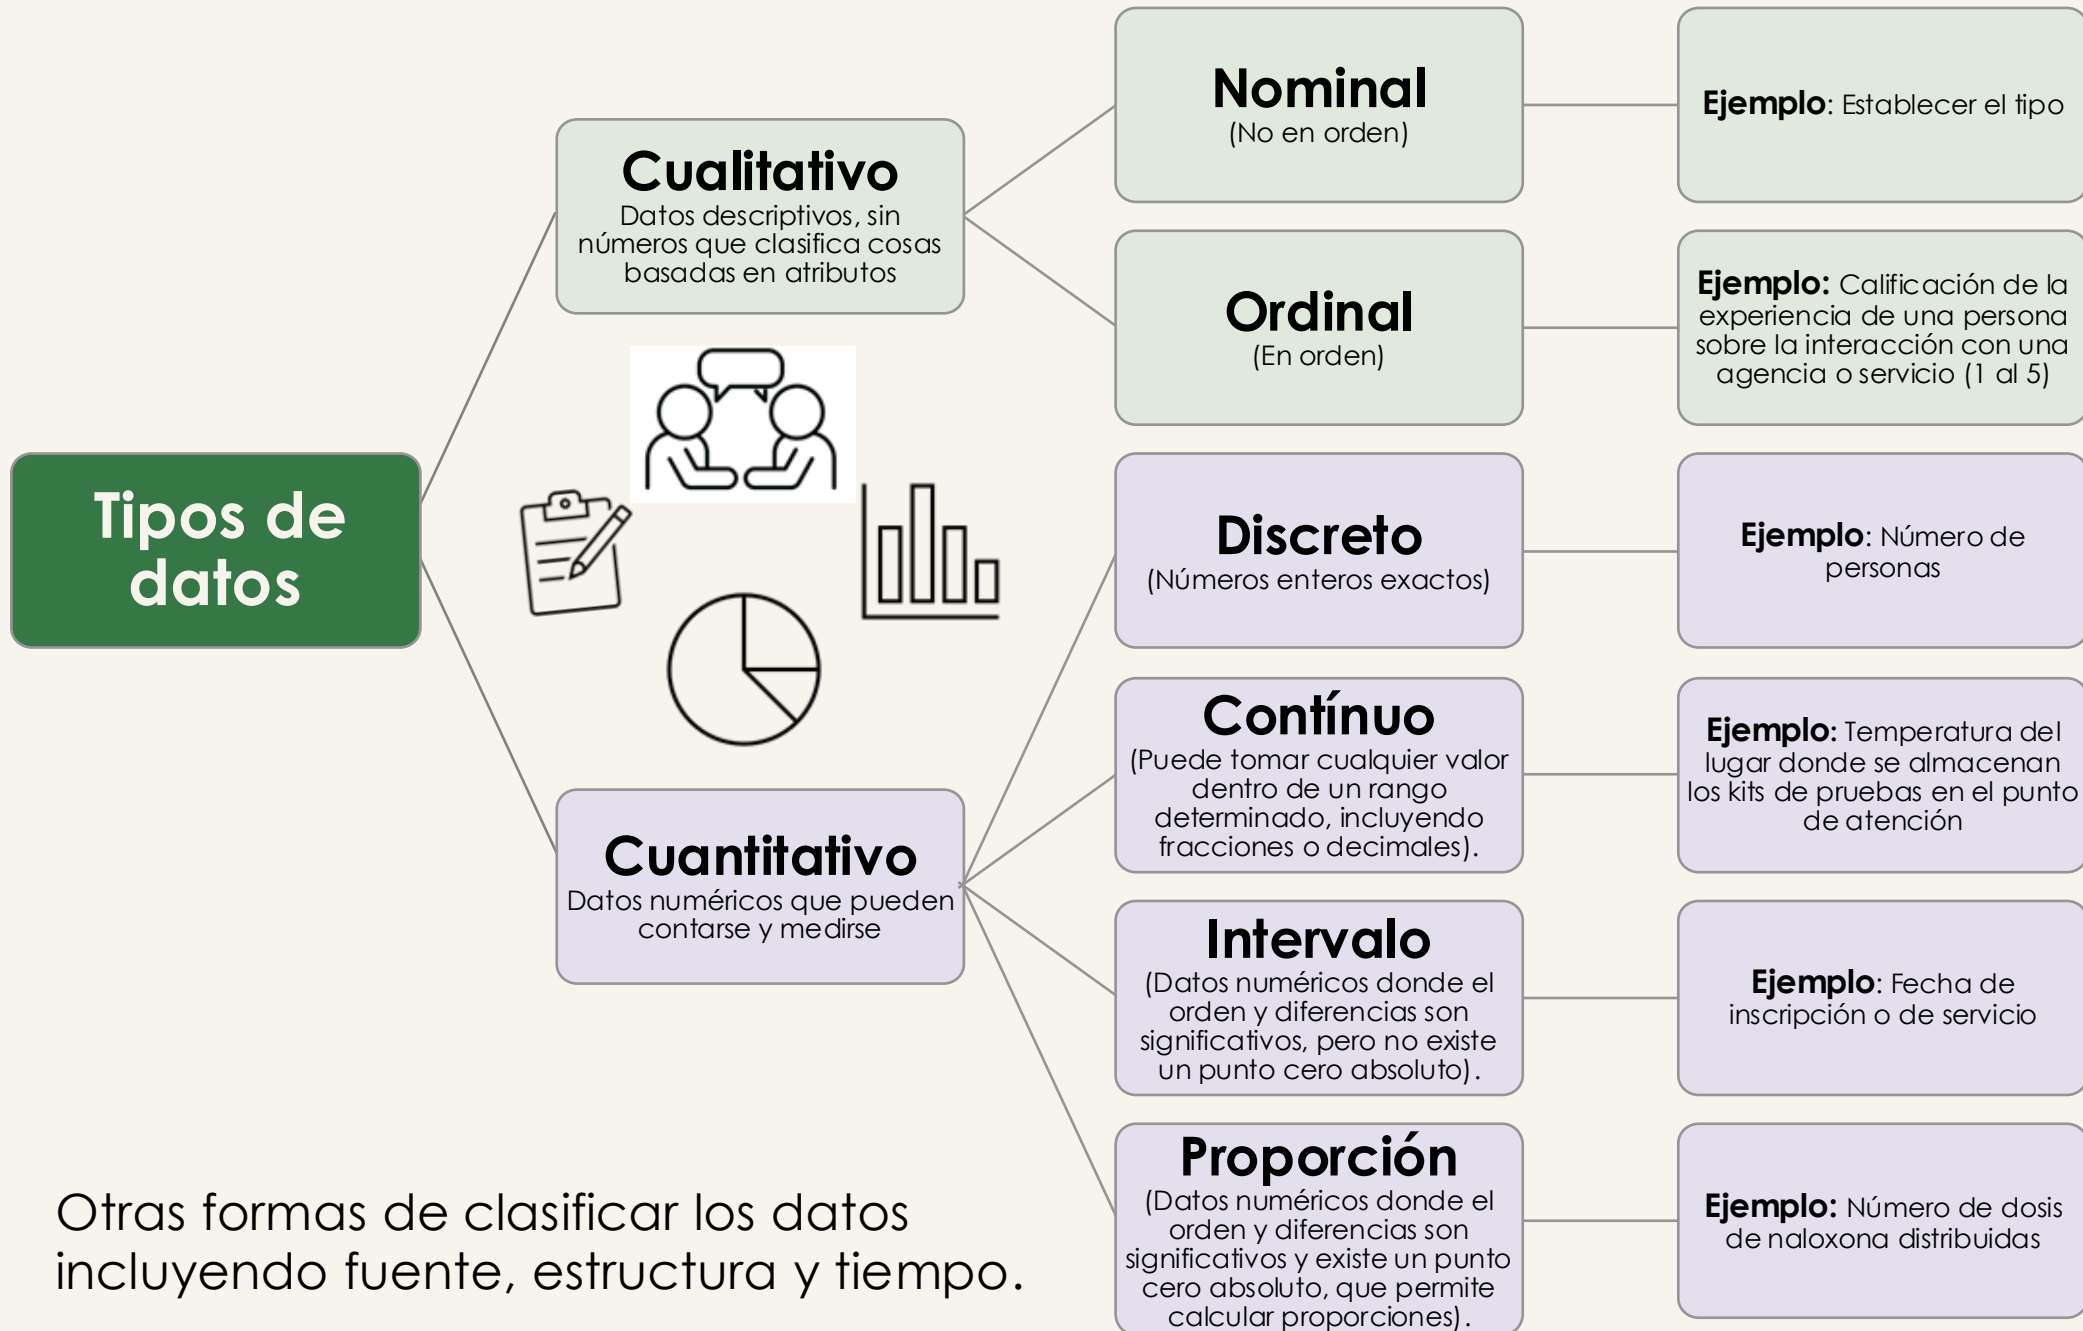 Tipos de
datos
Cualitativo
Datos descriptivos, sin
números que clasifica cosas
basadas en atributos
Nominal
(No en orden)
Ejemplo: Establecer el tipo
Ordinal
(En orden)
Ejemplo: Calificación de la
experiencia de una persona
sobre la interacción con una
agencia o servicio (1 al 5)
Cuantitativo
Datos numéricos que pueden
contarse y medirse
Discreto
(Números enteros exactos)
Ejemplo: Número de
personas
Contínuo
(Puede tomar cualquier valor
dentro de un rango
determinado, incluyendo
fracciones o decimales).
Ejemplo: Temperatura del
lugar donde se almacenan
los kits de pruebas en el punto
de atención
Intervalo
(Datos numéricos donde el
orden y diferencias son
significativos, pero no existe
un punto cero absoluto).
Ejemplo: Fecha de
inscripción o de servicio
Proporción
(Datos numéricos donde el
orden y diferencias son
significativos y existe un punto
cero absoluto, que permite
calcular proporciones).
Ejemplo: Número de dosis
de naloxona distribuidas
Otras formas de clasificar los datos
incluyendo fuente, estructura y tiempo.